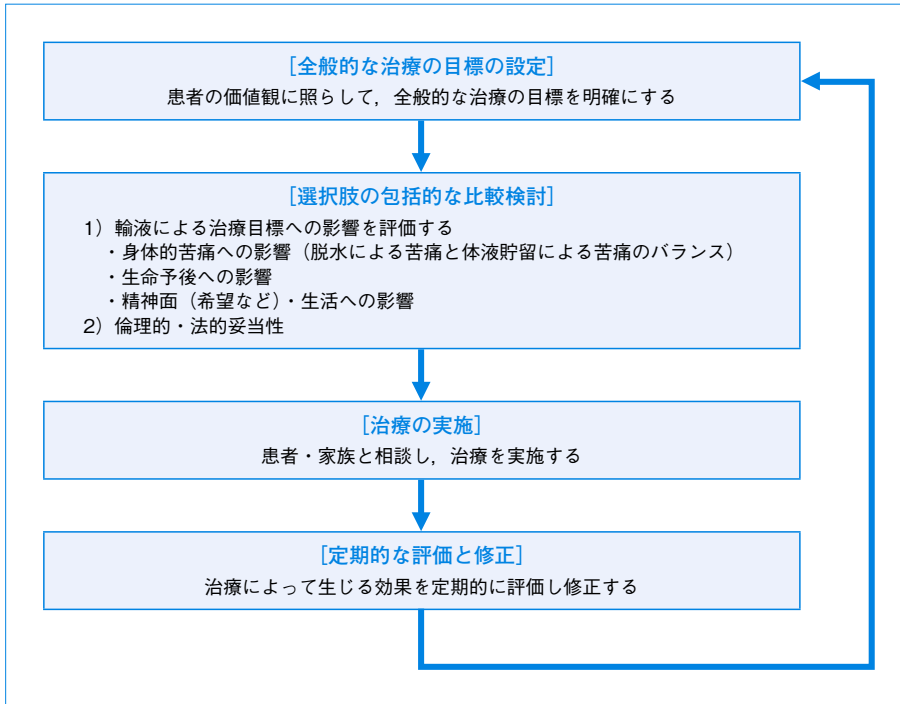 [全般的な治療の目標の設定]
患者の価値観に照らして，全般的な治療の目標を明確にする
[選択肢の包括的な比較検討]
1）輸液による治療目標への影響を評価する
・身体的苦痛への影響（脱水による苦痛と体液貯留による苦痛のバランス）
・生命予後への影響
・精神面（希望など）・生活への影響
2）倫理的・法的妥当性
[治療の実施]
患者・家族と相談し，治療を実施する
[定期的な評価と修正]
治療によって生じる効果を定期的に評価し修正する